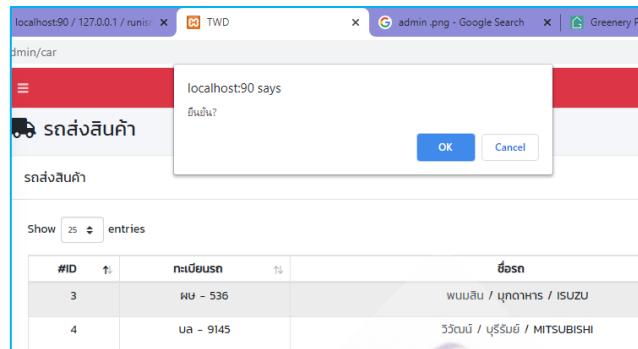 localhost:90 / 127.0.0.1 / runis
TWD
admin .png - Google Search
Greenery
dmin/car
localhost:90 says
ยืนยัน?
OK Cancel
รถส่งสินค้า
รถส่งสินค้า
Show 25 entries
#ID ทะเบียนรถ ชื่อรถ
3 ผษ - 536 พนมสิน / มุกดาหาร / ISUZU
4 บล - 9145 วิวัฒน์ / บุรีรัมย์ / MITSUBISHI